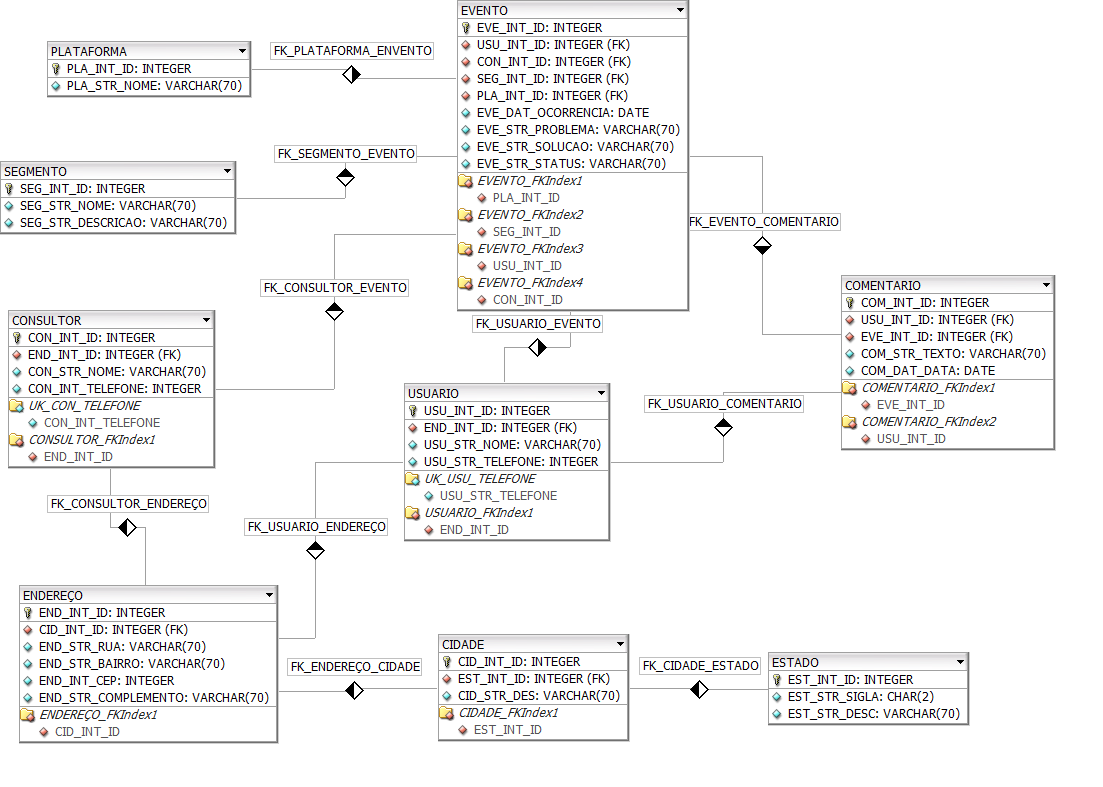 PLATAFORMA
PLA_INT_ID: INTEGER
PLA_STR_NOME: VARCHAR(70)
FK_PLATAFORMA_ENVENTO
EVENTO
EVE_INT_ID: INTEGER
USU_INT_ID: INTEGER (FK)
CON_INT_ID: INTEGER (FK)
SEG_INT_ID: INTEGER (FK)
PLA_INT_ID: INTEGER (FK)
EVE_DAT_OCORRENCIA: DATE
EVE_STR_PROBLEMA: VARCHAR(70)
EVE_STR_SOLUCAO: VARCHAR(70)
EVE_STR_STATUS: VARCHAR(70)
EVENTO_FKIndex1
PLA_INT_ID
EVENTO_FKIndex2
SEG_INT_ID
EVENTO_FKIndex3
USU_INT_ID
EVENTO_FKIndex4
CON_INT_ID
FK_SEGMENTO_EVENTO
SEGMENTO
SEG_INT_ID: INTEGER
SEG_STR_NOME: VARCHAR(70)
SEG_STR_DESCRICAO: VARCHAR(70)
FK_EVENTO_COMENTARIO
FK_CONSULTOR_EVENTO
COMENTARIO
COM_INT_ID: INTEGER
USU_INT_ID: INTEGER (FK)
EVE_INT_ID: INTEGER (FK)
COM_STR_TEXTO: VARCHAR(70)
COM_DAT_DATA: DATE
COMENTARIO_FKIndex1
EVE_INT_ID
COMENTARIO_FKIndex2
USU_INT_ID
CONSULTOR
CON_INT_ID: INTEGER
END_INT_ID: INTEGER (FK)
CON_STR_NOME: VARCHAR(70)
CON_INT_TELEFONE: INTEGER
UK_CON_TELEFONE
CON_INT_TELEFONE
CONSULTOR_FKIndex1
END_INT_ID
FK_USUARIO_EVENTO
USUARIO
USU_INT_ID: INTEGER
END_INT_ID: INTEGER (FK)
USU_STR_NOME: VARCHAR(70)
USU_STR_TELEFONE: INTEGER
UK_USU_TELEFONE
USU_STR_TELEFONE
USUARIO_FKIndex1
END_INT_ID
FK_USUARIO_COMENTARIO
FK_CONSULTOR_ENDEREÇO
FK_USUARIO_ENDEREÇO
ENDEREÇO
END_INT_ID: INTEGER
CID_INT_ID: INTEGER (FK)
END_STR_RUA: VARCHAR(70)
END_STR_BAIRRO: VARCHAR(70)
END_INT_CEP: INTEGER
END_STR_COMPLEMENTO: VARCHAR(70)
ENDEREÇO_FKIndex1
CID_INT_ID
FK_ENDEREÇO_CIDADE
CIDADE
CID_INT_ID: INTEGER
EST_INT_ID: INTEGER (FK)
CID_STR_DES: VARCHAR(70)
CIDADE_FKIndex1
EST_INT_ID
FK_CIDADE_ESTADO
ESTADO
EST_INT_ID: INTEGER
EST_STR_SIGLA: CHAR(2)
EST_STR_DESC: VARCHAR(70)